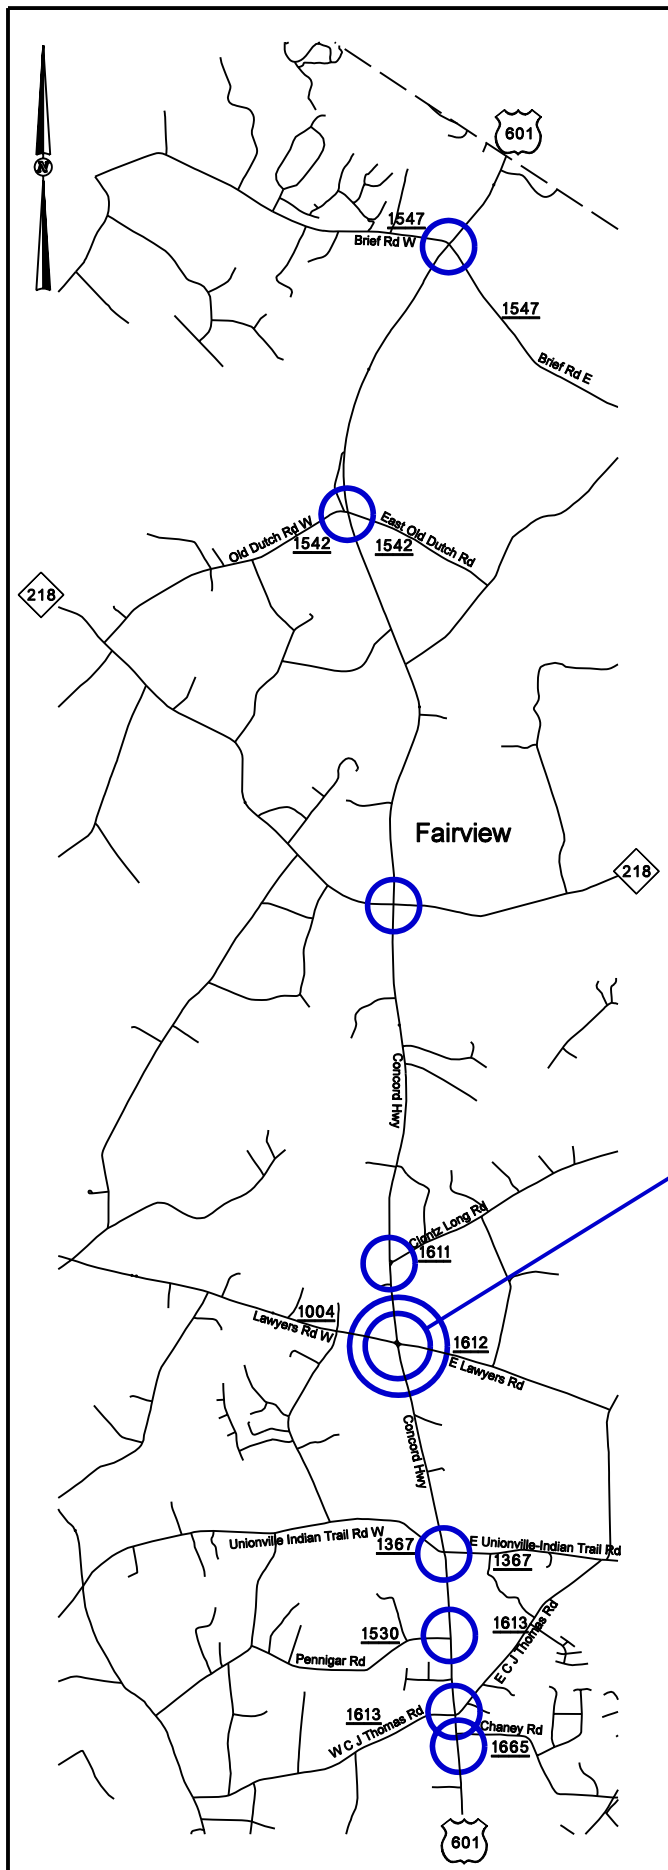 N
601
1547
Brief Rd W
1547
Brief Rd E
Old Dutch Rd W
1542
East Old Dutch Rd
1542
218
Fairview
218
Concord Hwy
Clontz Long Rd
1611
1004
Lawyers Rd W
1612
E Lawyers Rd
Concord Hwy
Unionville Indian Trail Rd W
1367
E Unionville-Indian Trail Rd
1367
1530
Pennigar Rd
1613
E C J Thomas Rd
1613
W C J Thomas Rd
Chaney Rd
1665
601